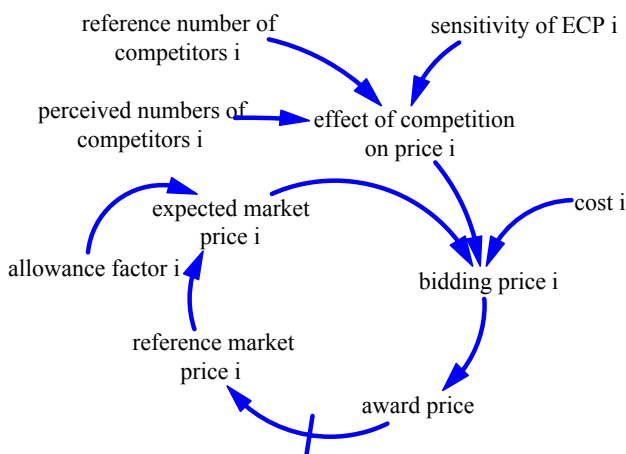 reference number of
competitors i
sensitivity of ECP i
perceived numbers of
competitors i
effect of competition
on price i
expected market
price i
cost i
allowance factor i
bidding price i
reference market
price i
award price